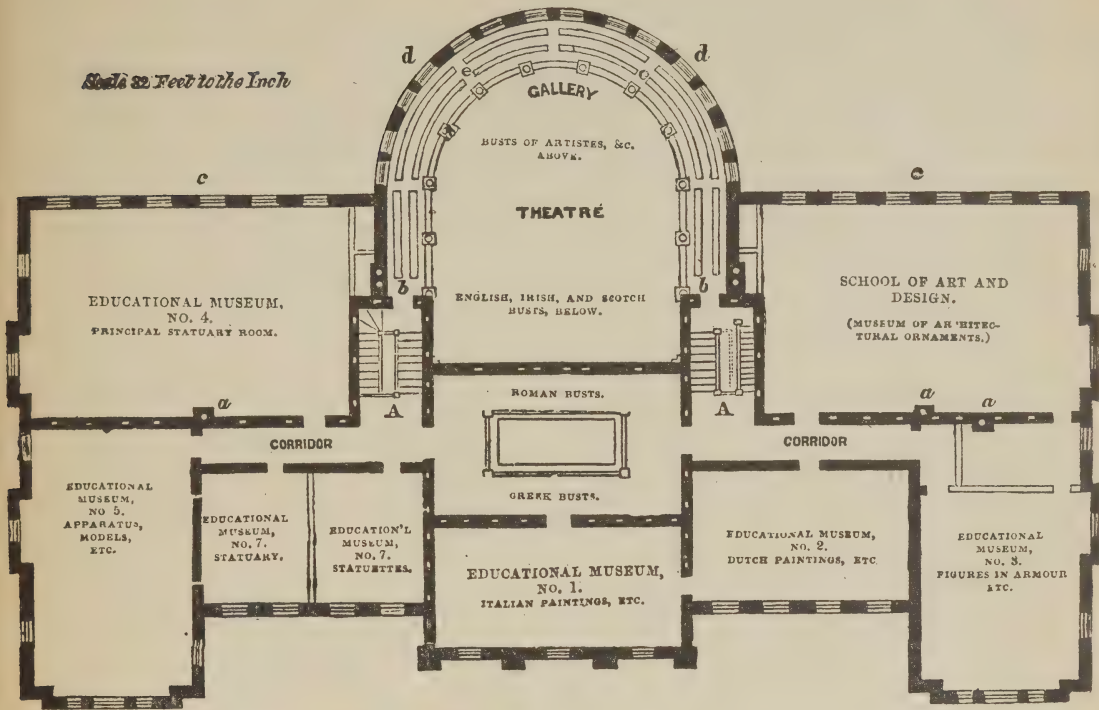 Scale 32 Feet to the Inch
d
d
e
c
GALLERY
BUSTS OF ARTISTES, &C.
ABOVE.
c
e
THEATRÉ
EDUCATIONAL MUSEUM,
NO. 4.
PRINCIPAL STATUARY ROOM.
b
ENGLISH, IRISH, AND SCOTCH
BUSTS, BELOW.
b
SCHOOL OF ART AND
DESIGN.
(MUSEUM OF AR'HITEC-
TURAL ORNAMENTS.)
a
A
ROMAN BUSTS.
A
a
a
CORRIDOR
CORRIDOR
GREEK BUSTS.
EDUCATIONAL
MUSEUM,
NO 5.
APPARATUS,
MODELS,
ETC.
EDUCATIONAL
MUSEUM,
NO. 7.
STATUARY.
EDUCATION'L
MUSEUM,
NO. 7.
STATUETTES.
EDUCATIONAL MUSEUM,
NO. 1.
ITALIAN PAINTINGS, ETC.
EDUCATIONAL MUSEUM,
NO. 2.
DUTCH PAINTINGS, ETC
EDUCATIONAL
MUSEUM,
NO. 3.
FIGURES IN ARMOUR
ETC.